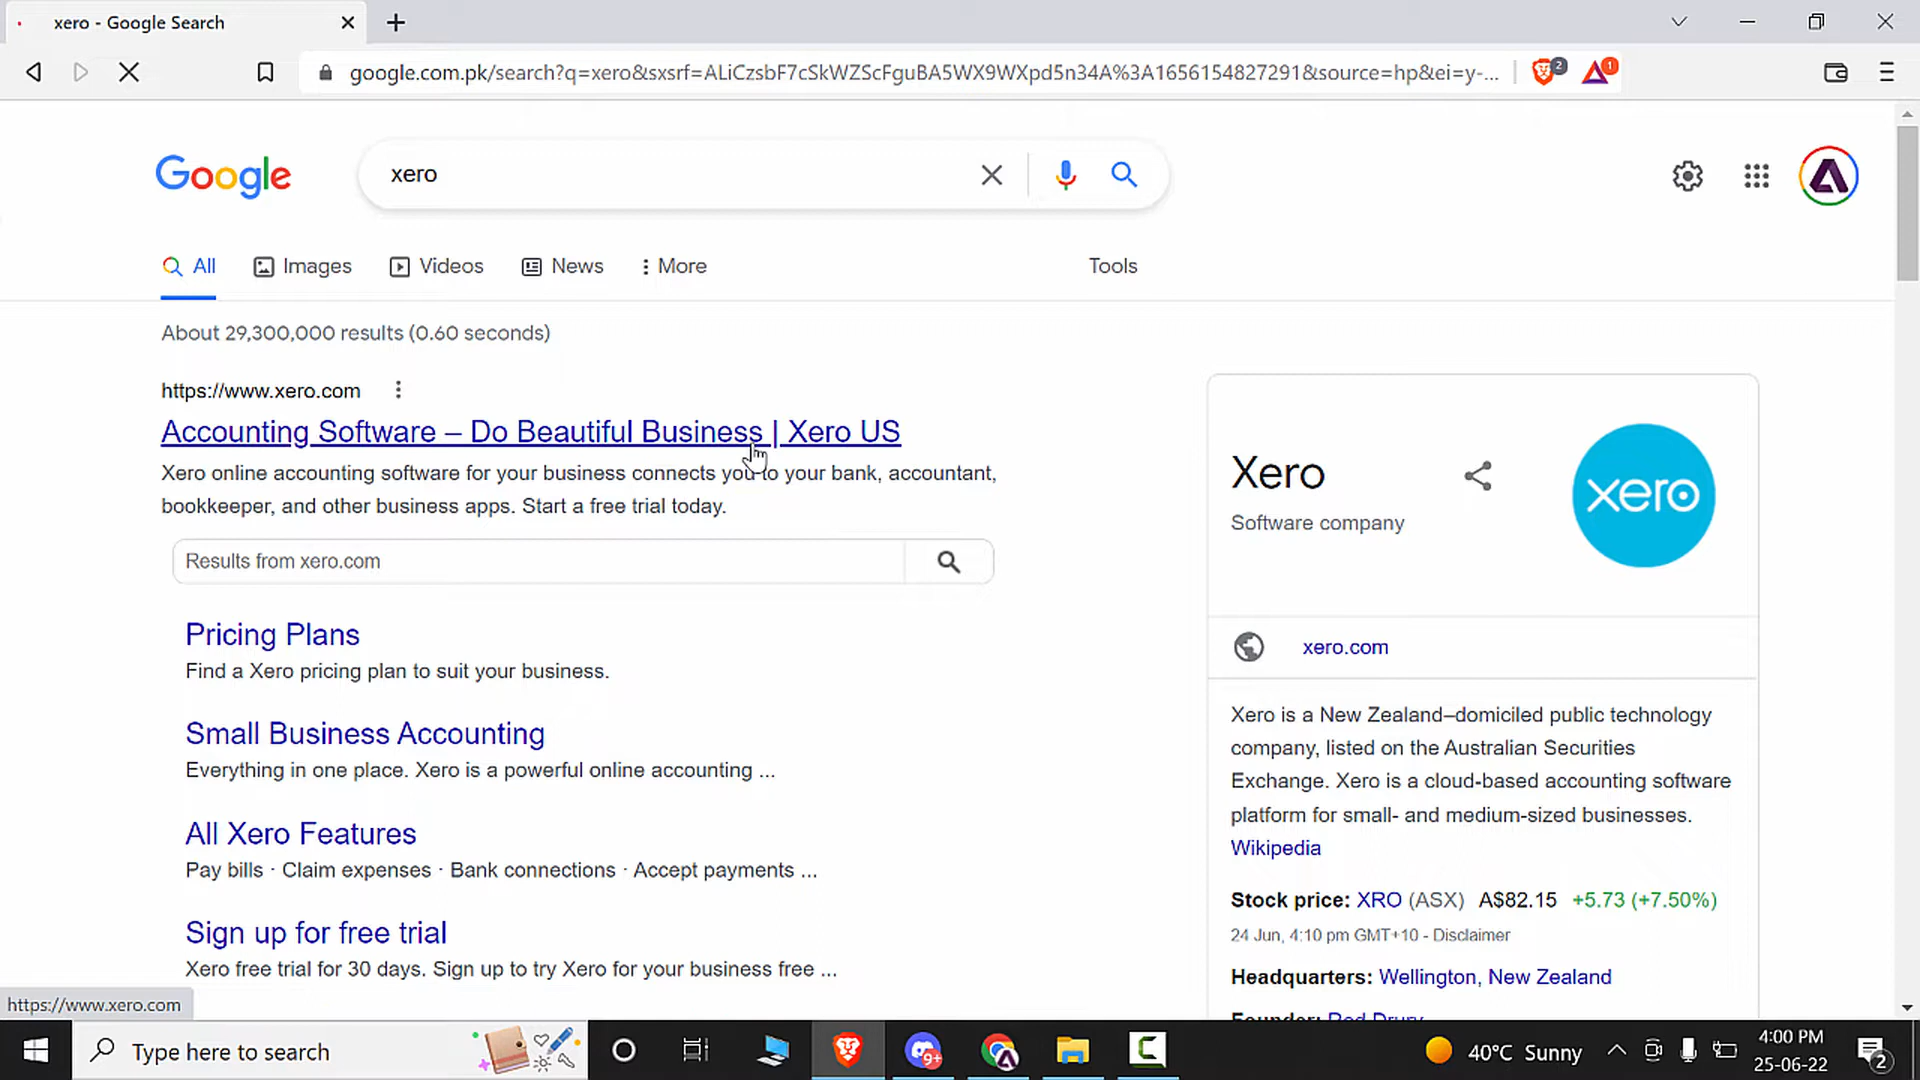 xero - Google Search
google.com.pk/search?q=xero&sxsrf=ALiCzsbF7cSkWZScFguBA5WX9WXpd5n34A%3A1656154827291&source=hp&ei=y-...
2
1
Google
xero
All
Images
Videos
News
More
Tools
About 29,300,000 results (0.60 seconds)
https://www.xero.com
Accounting Software – Do Beautiful Business | Xero US
Xero online accounting software for your business connects you to your bank, accountant,
bookkeeper, and other business apps. Start a free trial today.
Results from xero.com
Pricing Plans
Find a Xero pricing plan to suit your business.
Small Business Accounting
Everything in one place. Xero is a powerful online accounting ...
All Xero Features
Pay bills · Claim expenses · Bank connections · Accept payments ...
Sign up for free trial
Xero free trial for 30 days. Sign up to try Xero for your business free ...
Xero
Software company
xero
xero.com
Xero is a New Zealand–domiciled public technology
company, listed on the Australian Securities
Exchange. Xero is a cloud-based accounting software
platform for small- and medium-sized businesses.
Wikipedia
Stock price: XRO (ASX) A$82.15 +5.73 (+7.50%)
24 Jun, 4:10 pm GMT+10 - Disclaimer
Headquarters: Wellington, New Zealand
Founder: Rod Drury
https://www.xero.com
Type here to search
9+
40°C Sunny
4:00 PM
25-06-22
2